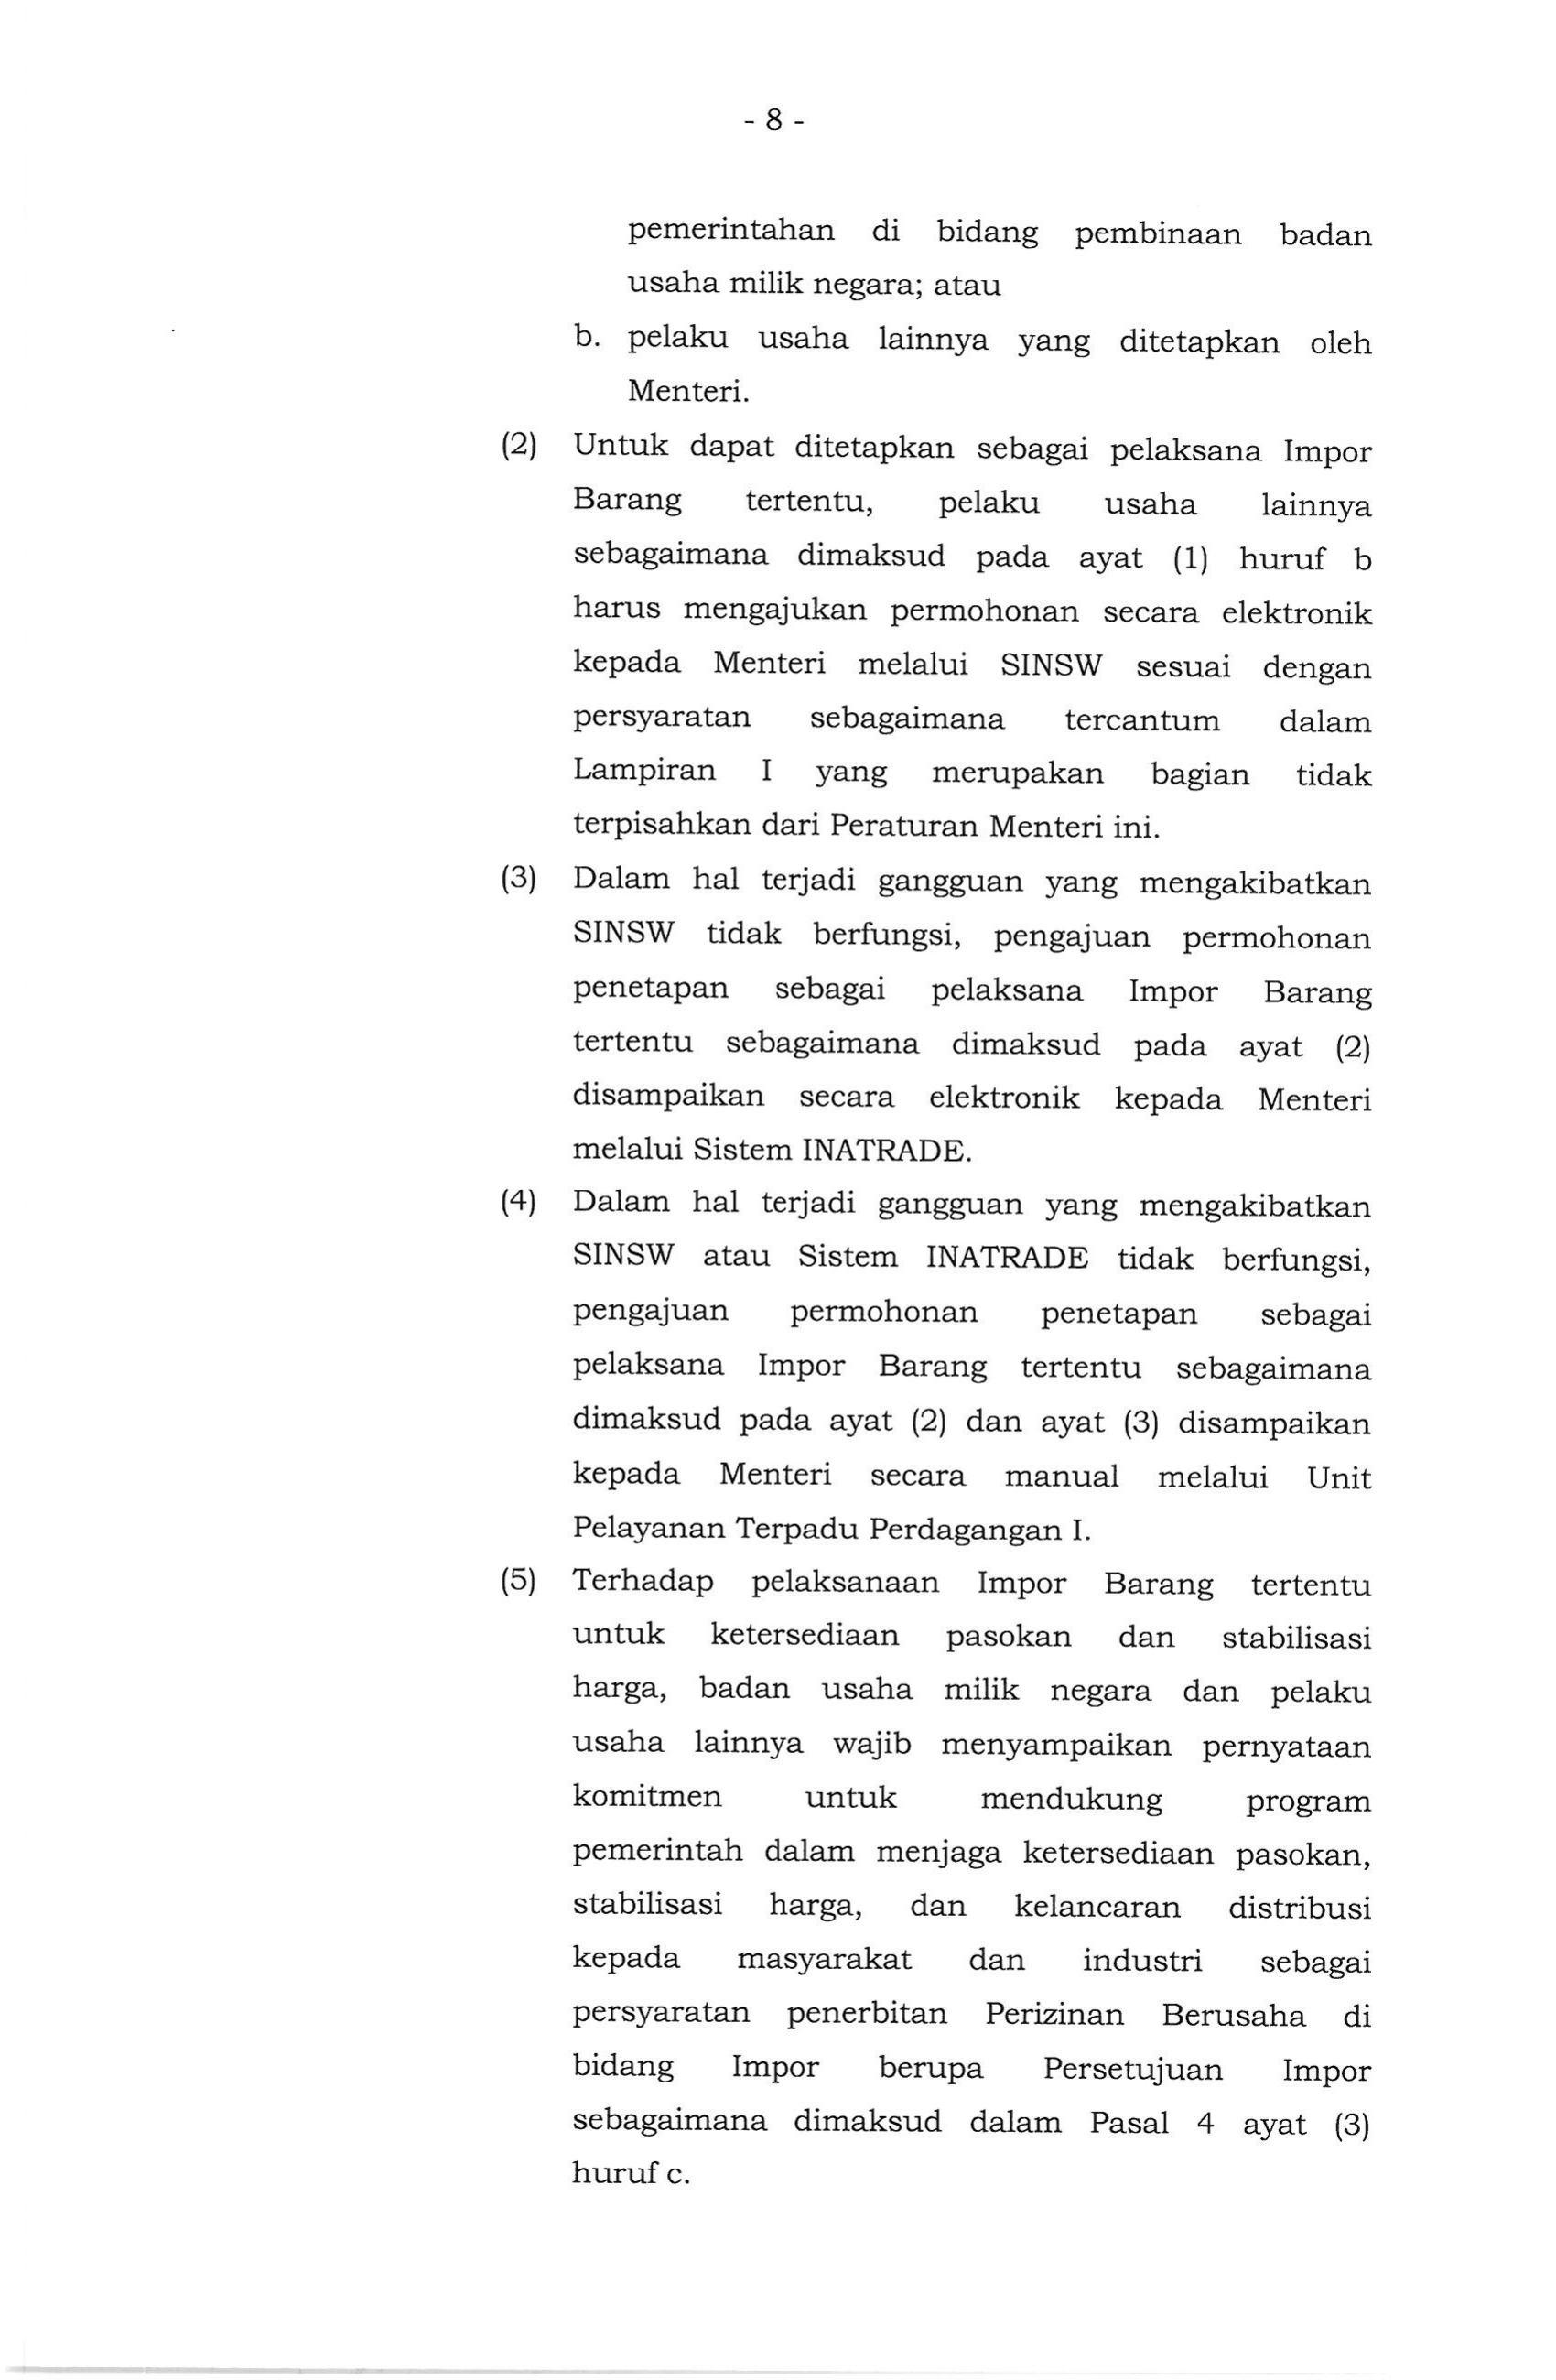 - 8 -
pemerintahan di bidang pembinaan badan
usaha milik negara; atau
b. pelaku usaha lainnya yang ditetapkan oleh
Menteri.
(2) Untuk dapat ditetapkan sebagai pelaksana Impor
Barang tertentu, pelaku usaha lainnya
sebagaimana dimaksud pada ayat (1) huruf b
harus mengajukan permohonan secara elektronik
kepada Menteri melalui SINSW sesuai dengan
persyaratan sebagaimana tercantum dalam
Lampiran I yang merupakan bagian tidak
terpisahkan dari Peraturan Menteri ini.
(3) Dalam hal terjadi gangguan yang mengakibatkan
SINSW tidak berfungsi, pengajuan permohonan
penetapan sebagai pelaksana Impor Barang
tertentu sebagaimana dimaksud pada ayat (2)
disampaikan secara elektronik kepada Menteri
melalui Sistem INATRADE.
(4) Dalam hal terjadi gangguan yang mengakibatkan
SINSW atau Sistem INATRADE tidak berfungsi,
pengajuan permohonan penetapan sebagai
pelaksana Impor Barang tertentu sebagaimana
dimaksud pada ayat (2) dan ayat (3) disampaikan
kepada Menteri secara manual melalui Unit
Pelayanan Terpadu Perdagangan I.
(5) Terhadap pelaksanaan Impor Barang tertentu
untuk ketersediaan pasokan dan stabilisasi
harga, badan usaha milik negara dan pelaku
usaha lainnya wajib menyampaikan pernyataan
komitmen untuk mendukung program
pemerintah dalam menjaga ketersediaan pasokan,
stabilisasi harga, dan kelancaran distribusi
kepada masyarakat dan industri sebagai
persyaratan penerbitan Perizinan Berusaha di
bidang Impor berupa Persetujuan Impor
sebagaimana dimaksud dalam Pasal 4 ayat (3)
huruf c.